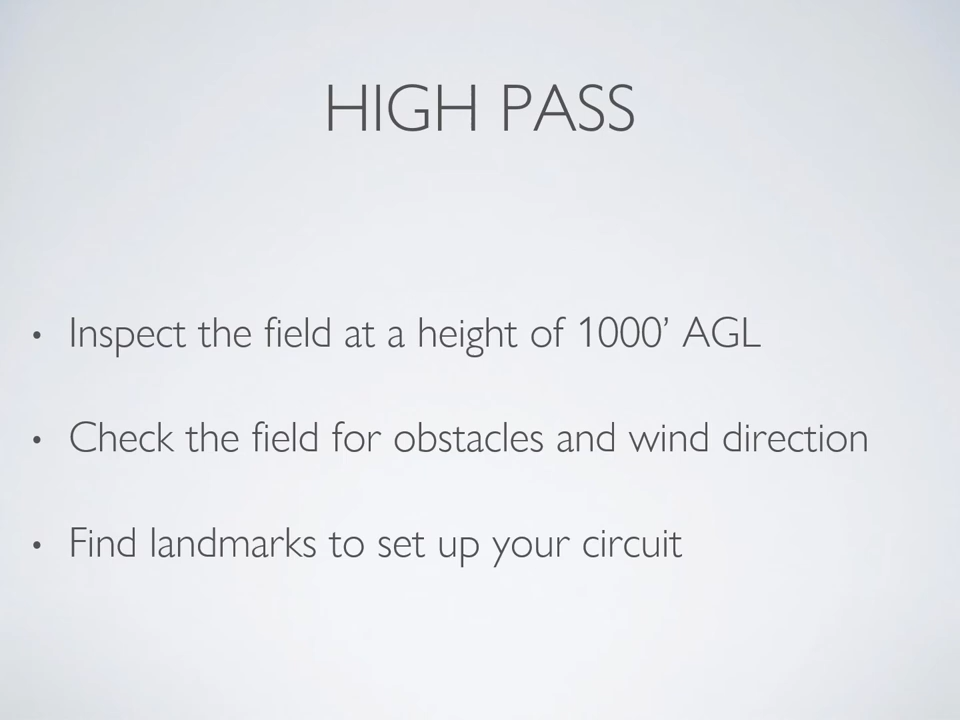 HIGH PASS
• Inspect the field at a height of 1000’ AGL
• Check the field for obstacles and wind direction
• Find landmarks to set up your circuit